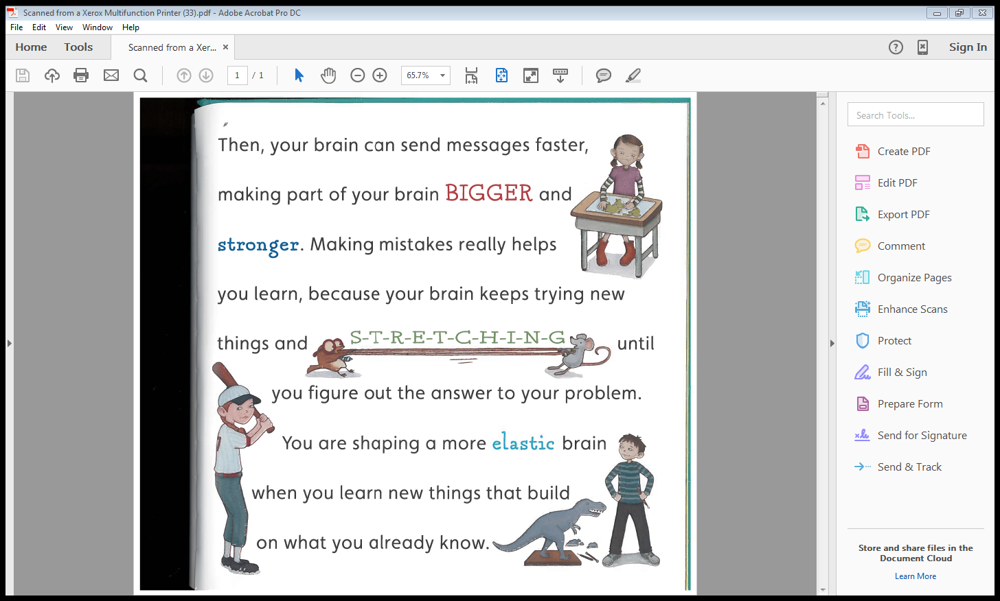 Scanned from a Xerox Multifunction Printer (33).pdf - Adobe Acrobat Pro DC
File Edit View Window Help
Home Tools Scanned from a Xer... × Sign In
1 / 1 65.7%
Then, your brain can send messages faster,
making part of your brain BIGGER and
stronger. Making mistakes really helps
you learn, because your brain keeps trying new
things and S-T-R-E-T-C-H-I-N-G until
you figure out the answer to your problem.
You are shaping a more elastic brain
when you learn new things that build
on what you already know.
Search Tools...
Create PDF
Edit PDF
Export PDF
Comment
Organize Pages
Enhance Scans
Protect
Fill & Sign
Prepare Form
Send for Signature
Send & Track
Store and share files in the
Document Cloud
Learn More